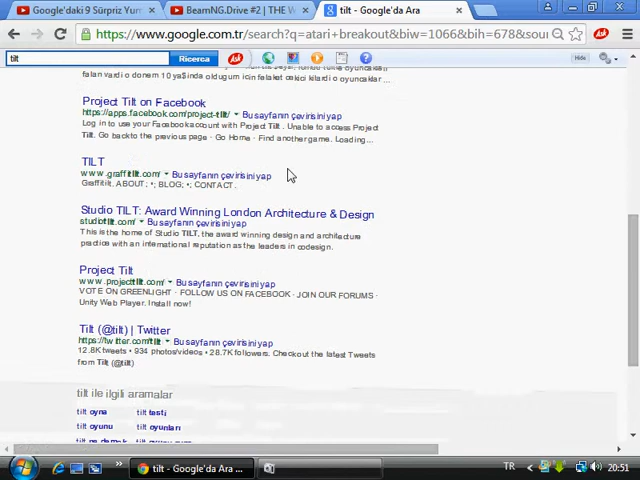 Google'daki 9 Sürpriz Yum
BeamNG.Drive #2 | THE W
tilt - Google'da Ara
https://www.google.com.tr/search?q=atari+breakout&biw=1066&bih=678&sour
tilt
Ricerca
Ask
Hide
falan vardı o dönem 10 yaşında oldugum icin felaket cekici
Project Tilt on Facebook
https://apps.facebook.com/project-tilt/ Bu sayfanın çevirisini yap
Log in to use your Facebook account with Project Tilt. Unable to access Project
Tilt. Go back to the previous page · Go Home · Find another game. Loading...
TILT
www.graffitilt.com/ Bu sayfanın çevirisini yap
Graffitilt. ABOUT; •; BLOG; •; CONTACT.
Studio TILT: Award Winning London Architecture & Design
studiotilt.com/ Bu sayfanın çevirisini yap
This is the home of Studio TILT, the award winning design and architecture
practice with an international reputation as the leaders in codesign.
Project Tilt
www.projecttilt.com/ Bu sayfanın çevirisini yap
VOTE ON GREENLIGHT · FOLLOW US ON FACEBOOK · JOIN OUR FORUMS ·
Unity Web Player. Install now!
Tilt (@tilt) | Twitter
https://twitter.com/tilt Bu sayfanın çevirisini yap
12.8K tweets • 934 photos/videos • 28.7K followers. Check out the latest Tweets
from Tilt (@tilt)
tilt ile ilgili aramalar
tilt oyna tilt testi
tilt oyunu tilt oyunları
tilt ne demek
tilt - Google'da Ara ...
TR
20:51